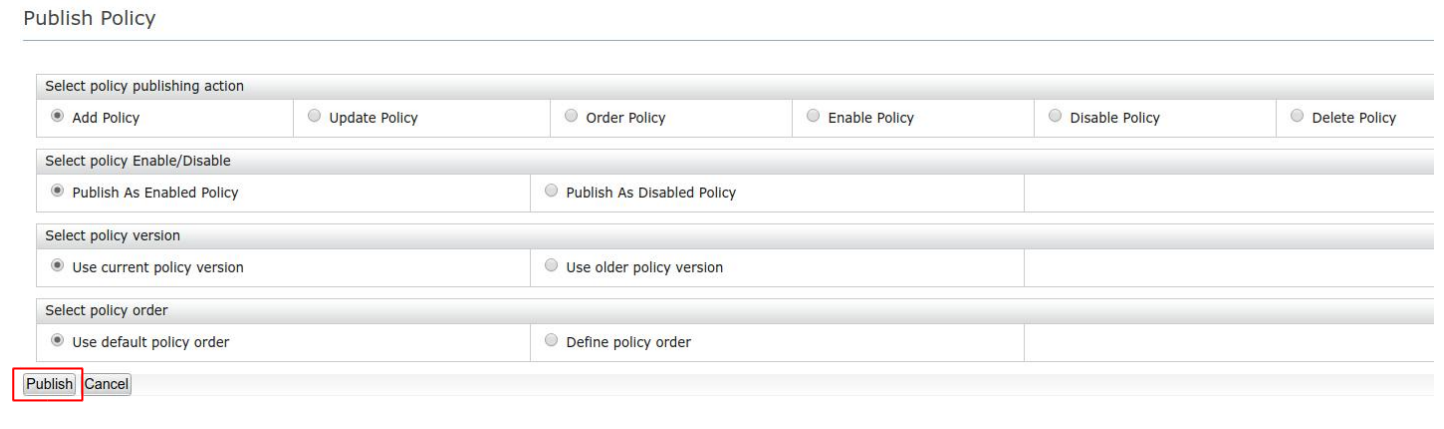 Publish Policy
Select policy publishing action
Add Policy Update Policy Order Policy Enable Policy Disable Policy Delete Policy
Select policy Enable/Disable
Publish As Enabled Policy Publish As Disabled Policy
Select policy version
Use current policy version Use older policy version
Select policy order
Use default policy order Define policy order
Publish Cancel